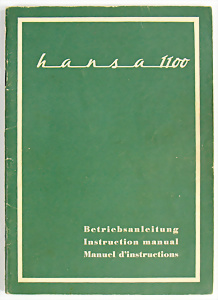 hansa 1100
Betriebsanleitung
Instruction manual
Manuel d'instructions